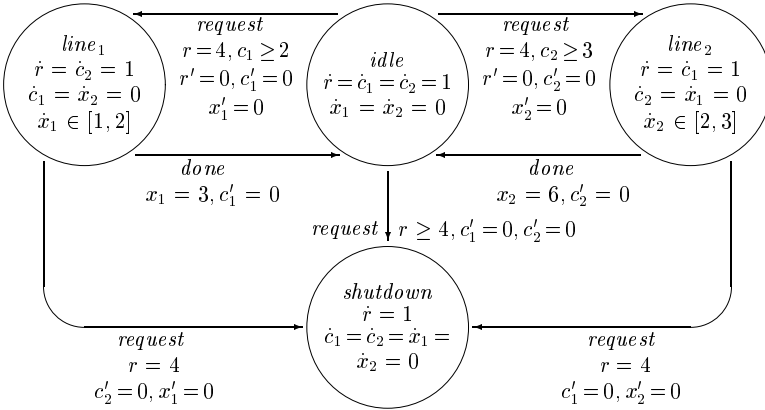 request
r = 4, c₁ ≥ 2
r′ = 0, c′₁ = 0
x′₁ = 0
request
r = 4, c₂ ≥ 3
r′ = 0, c′₂ = 0
x′₂ = 0
line₁
ṙ = ċ₂ = 1
ċ₁ = ẋ₂ = 0
ẋ₁ ∈ [1, 2]
idle
ṙ = ċ₁ = ċ₂ = 1
ẋ₁ = ẋ₂ = 0
line₂
ṙ = ċ₁ = 1
ċ₂ = ẋ₁ = 0
ẋ₂ ∈ [2, 3]
done
x₁ = 3, c′₁ = 0
done
x₂ = 6, c′₂ = 0
request r ≥ 4, c′₁ = 0, c′₂ = 0
shutdown
ṙ = 1
ċ₁ = ċ₂ = ẋ₁ =
ẋ₂ = 0
request
r = 4
c′₂ = 0, x′₁ = 0
request
r = 4
c′₁ = 0, x′₂ = 0